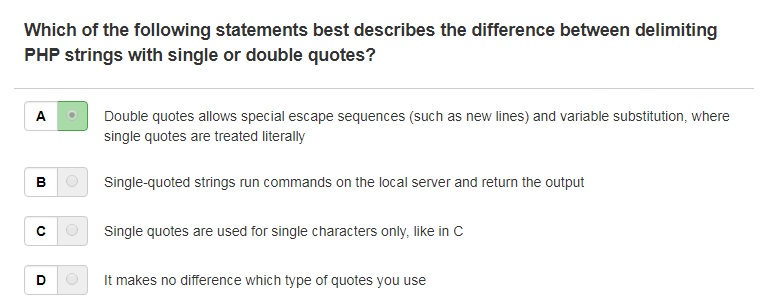 Which of the following statements best describes the difference between delimiting
PHP strings with single or double quotes?
A Double quotes allows special escape sequences (such as new lines) and variable substitution, where
single quotes are treated literally
B Single-quoted strings run commands on the local server and return the output
C Single quotes are used for single characters only, like in C
D It makes no difference which type of quotes you use